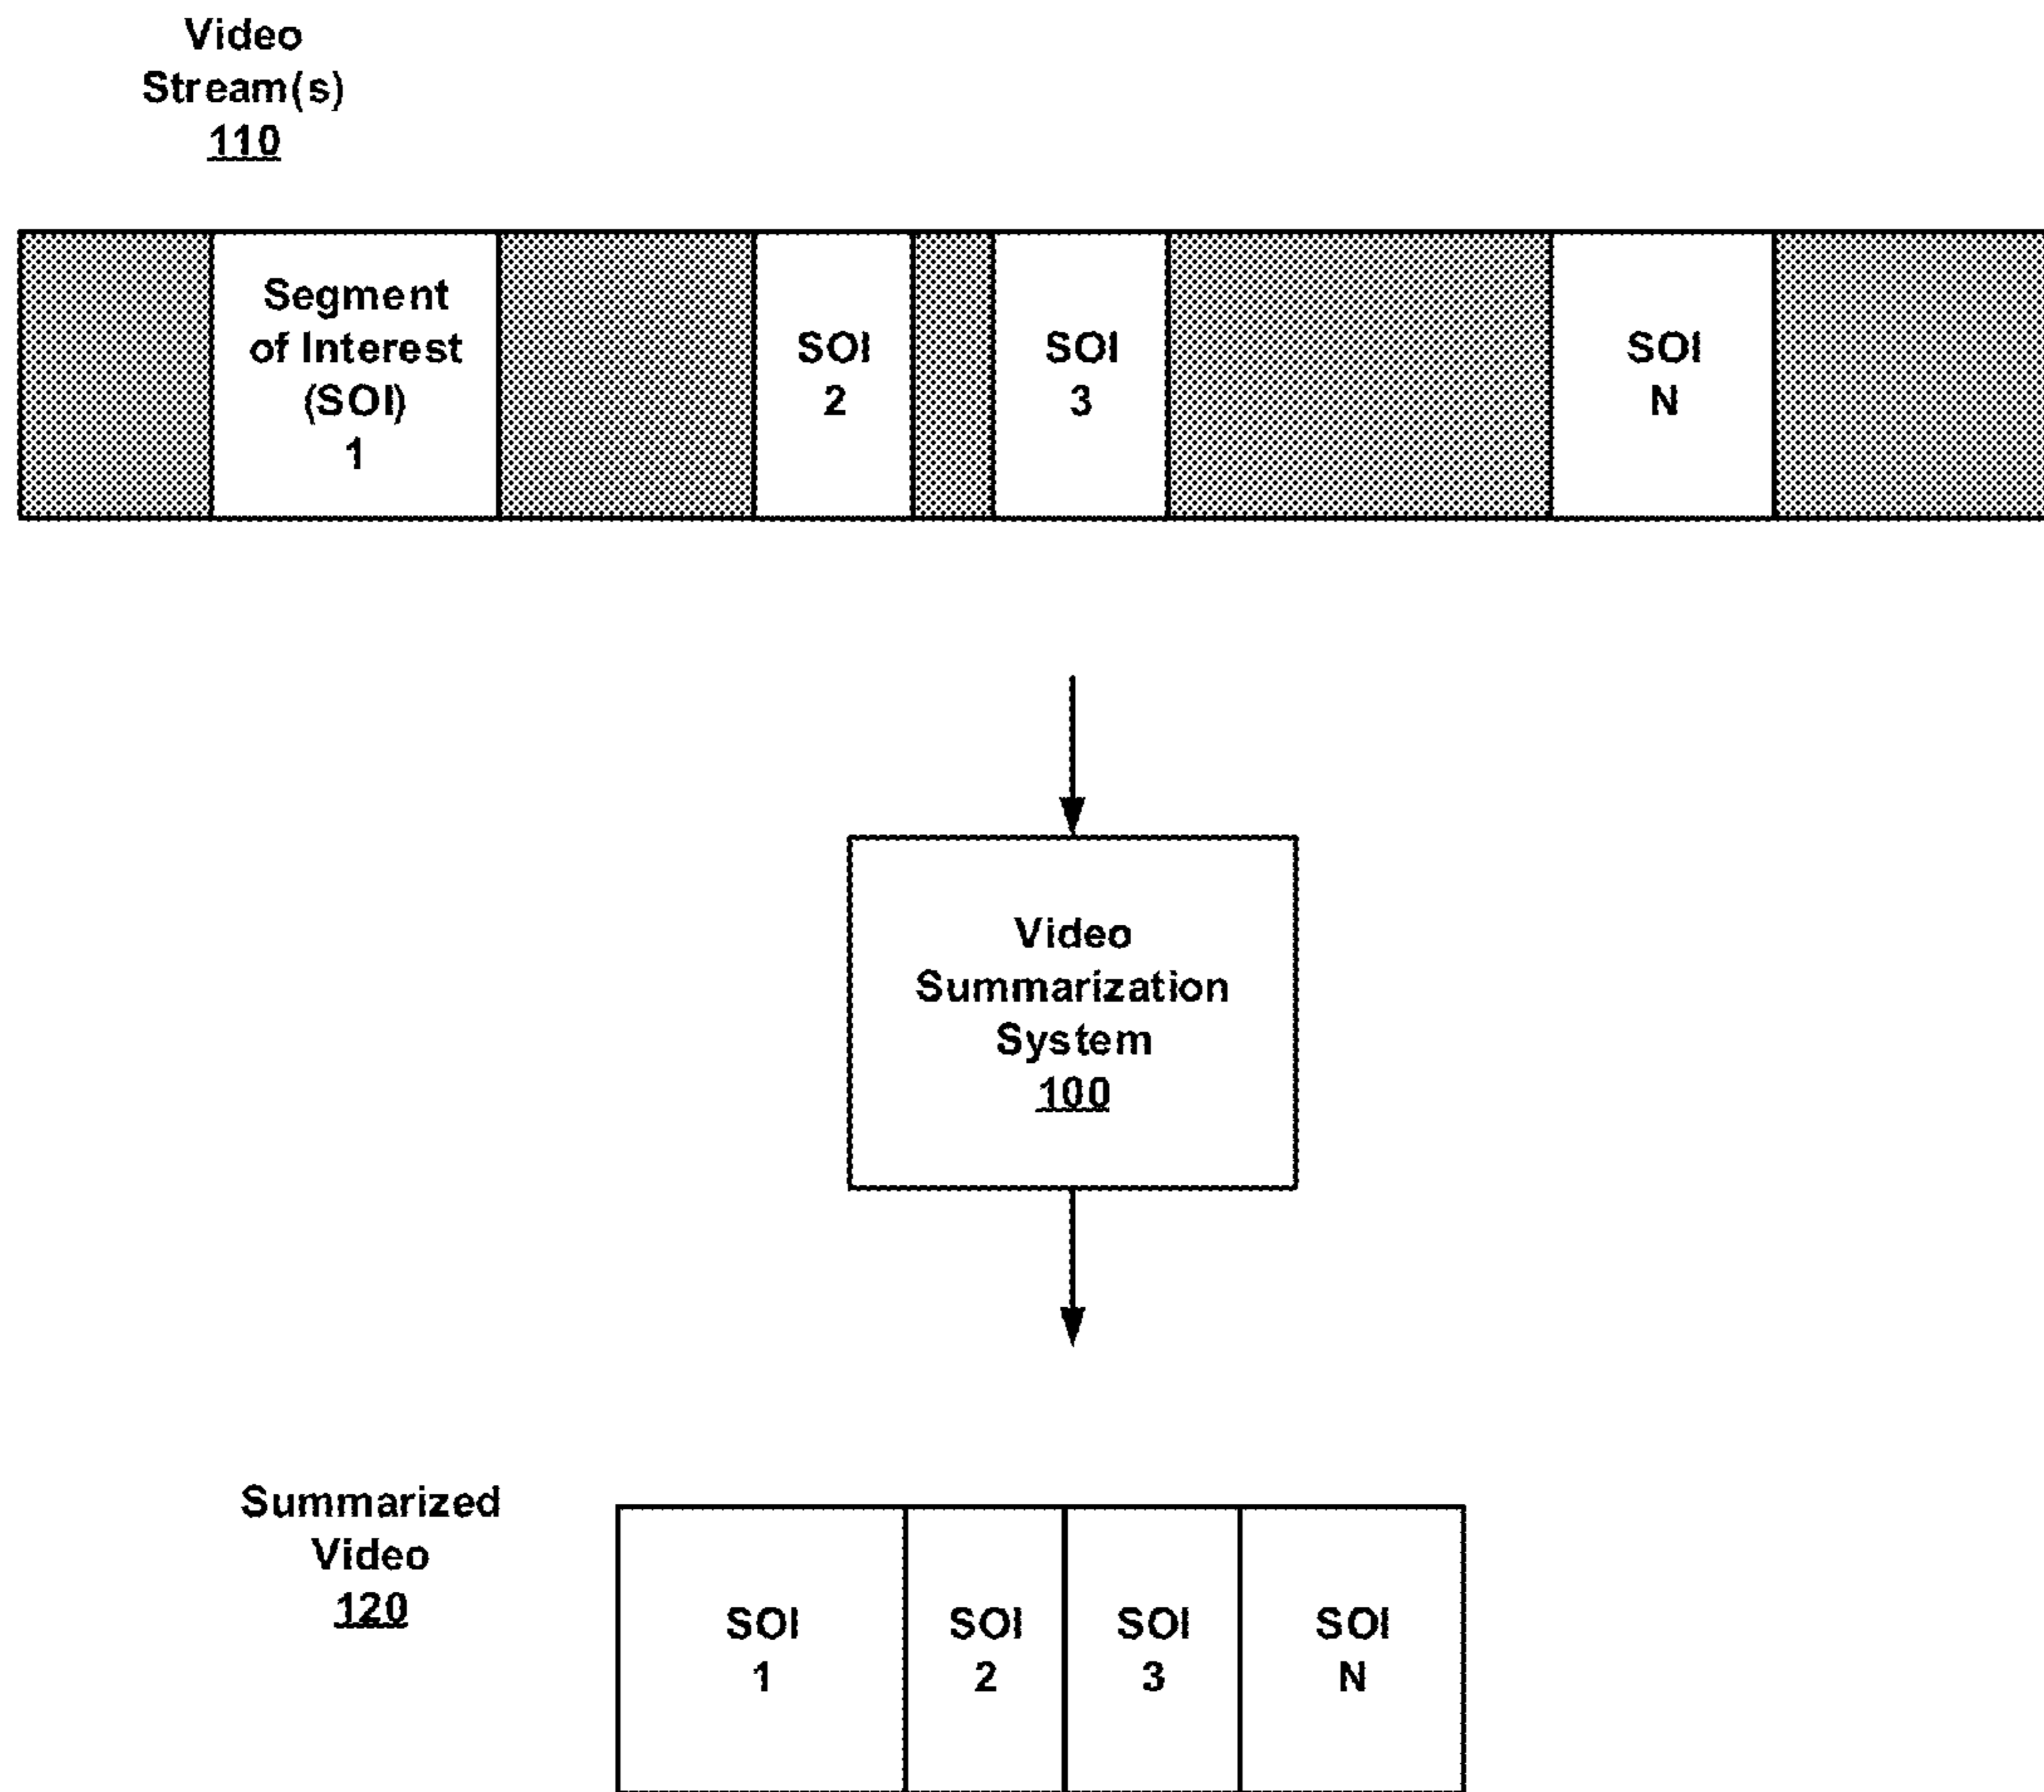 Video
Stream(s)
110
Segment
of Interest
(SOI)
1
SOI
2
SOI
3
SOI
N
Video
Summarization
System
100
Summarized
Video
120
SOI
1
SOI
2
SOI
3
SOI
N